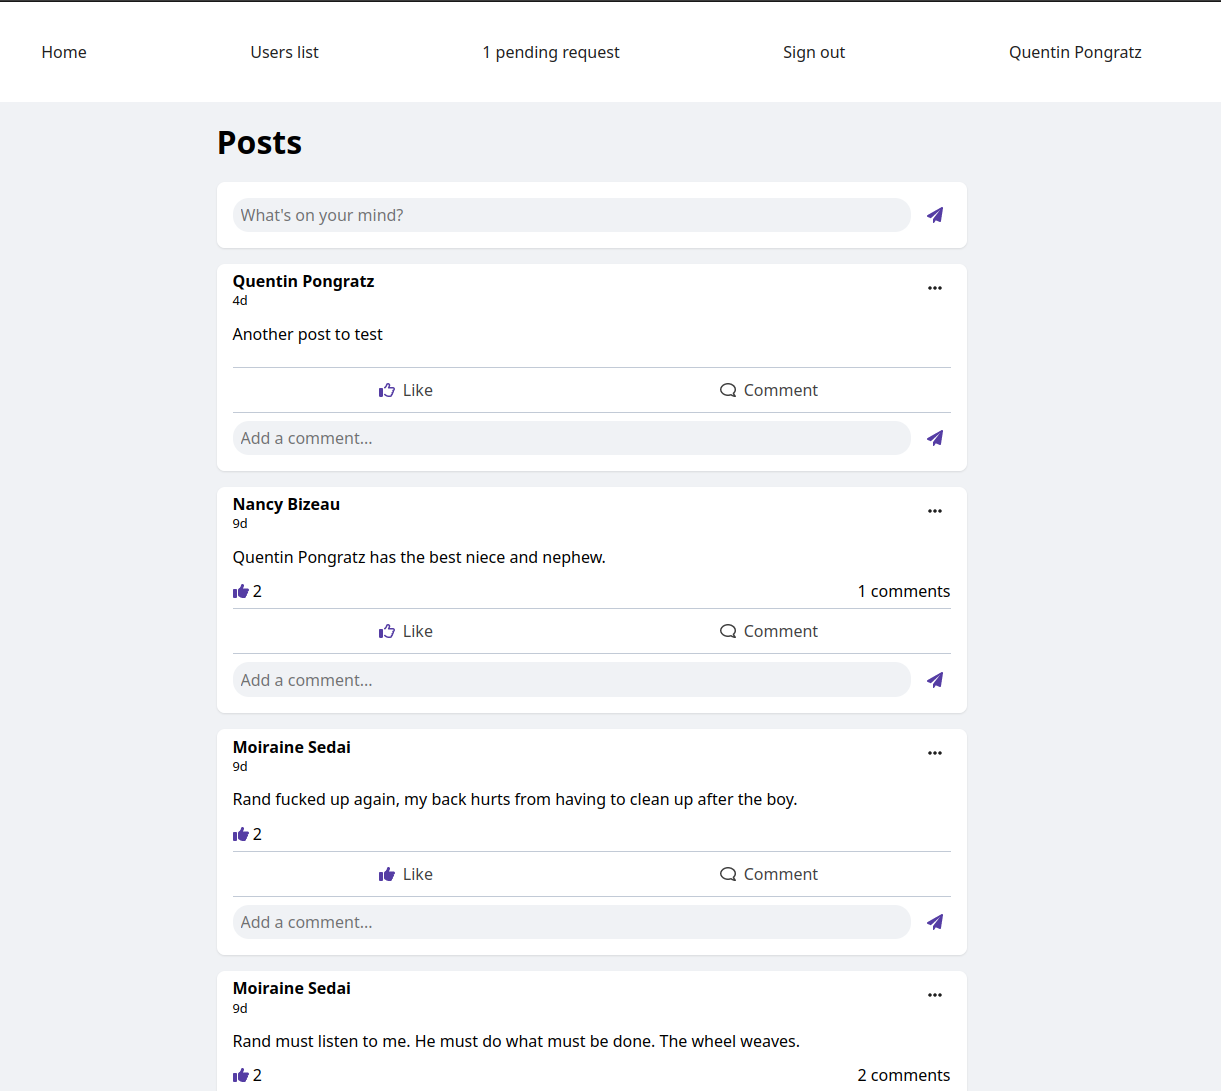 Home Users list 1 pending request Sign out Quentin Pongratz
Posts
What's on your mind?
Quentin Pongratz
4d
Another post to test
Like Comment
Add a comment...
Nancy Bizeau
9d
Quentin Pongratz has the best niece and nephew.
2 1 comments
Like Comment
Add a comment...
Moiraine Sedai
9d
Rand fucked up again, my back hurts from having to clean up after the boy.
2
Like Comment
Add a comment...
Moiraine Sedai
9d
Rand must listen to me. He must do what must be done. The wheel weaves.
2 2 comments